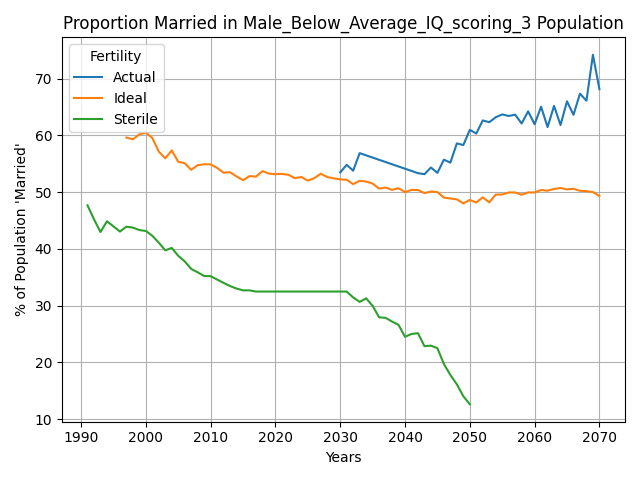 Proportion Married in Male_Below_Average_IQ_scoring_3 Population
% of Population 'Married'
Fertility
Actual
Ideal
Sterile
70
60
50
40
30
20
10
1990 2000 2010 2020 2030 2040 2050 2060 2070
Years